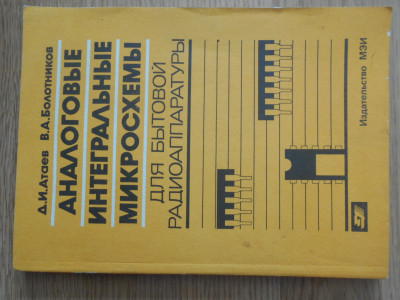 Д.И.Атаев В.А.Болотников
АНАЛОГОВЫЕ
ИНТЕГРАЛЬНЫЕ
МИКРОСХЕМЫ
ДЛЯ БЫТОВОЙ
РАДИОАППАРАТУРЫ
Издательство МЭИ